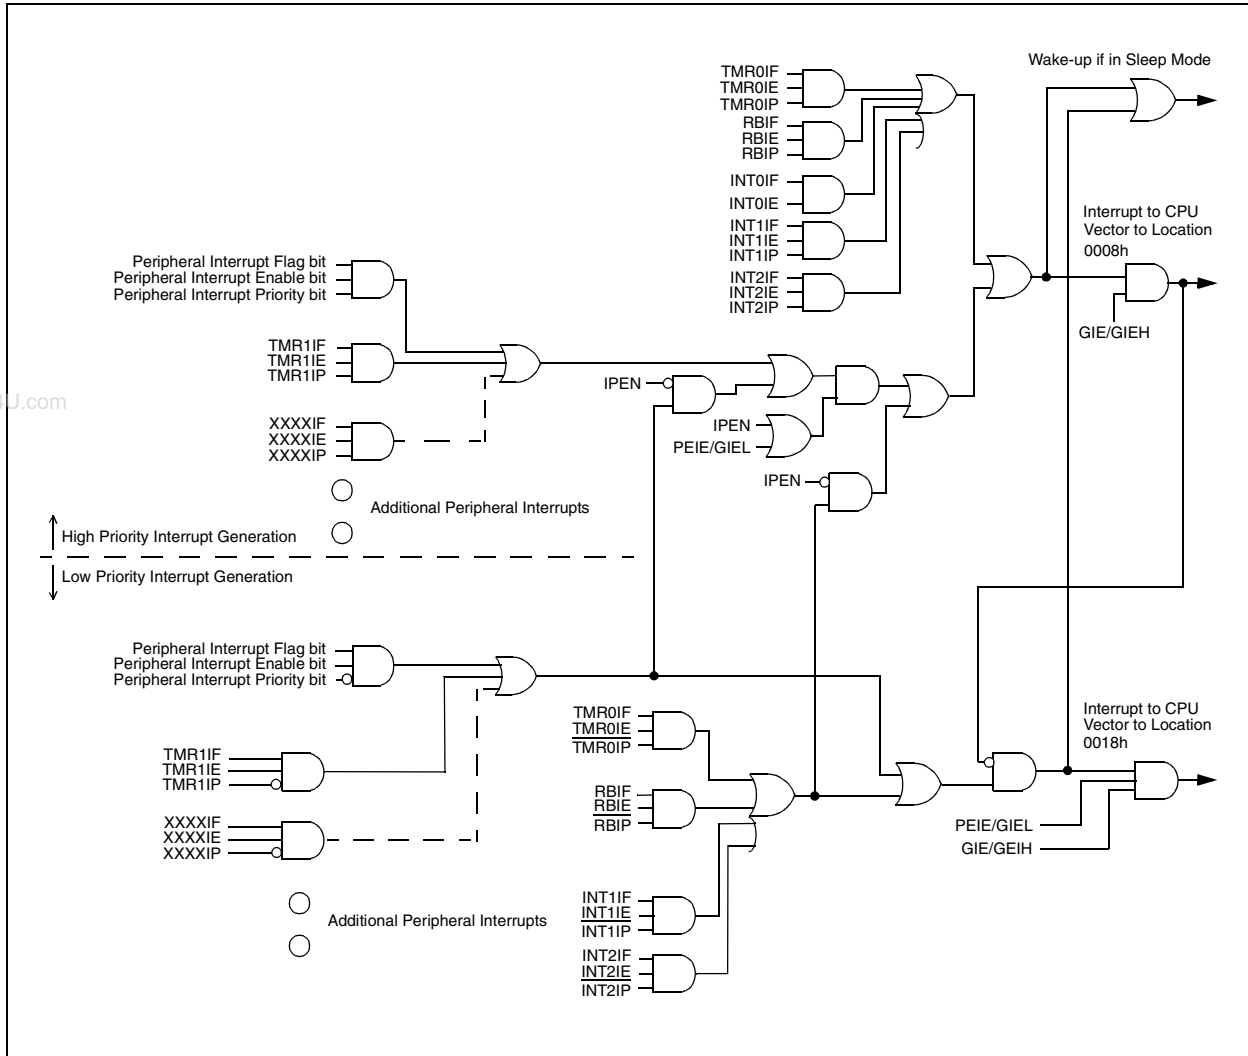 Wake-up if in Sleep Mode
TMR0IF
TMR0IE
TMR0IP
RBIF
RBIE
RBIP
INT0IF
INT0IE
INT1IF
INT1IE
INT1IP
INT2IF
INT2IE
INT2IP
Interrupt to CPU
Vector to Location
0008h
GIE/GIEH
Peripheral Interrupt Flag bit
Peripheral Interrupt Enable bit
Peripheral Interrupt Priority bit
TMR1IF
TMR1IE
TMR1IP
XXXXIF
XXXXIE
XXXXIP
IPEN
IPEN
PEIE/GIEL
IPEN
U.com
Additional Peripheral Interrupts
High Priority Interrupt Generation
Low Priority Interrupt Generation
Peripheral Interrupt Flag bit
Peripheral Interrupt Enable bit
Peripheral Interrupt Priority bit
TMR1IF
TMR1IE
TMR1IP
XXXXIF
XXXXIE
XXXXIP
Additional Peripheral Interrupts
TMR0IF
TMR0IE
TMR0IP
RBIF
RBIE
RBIP
INT1IF
INT1IE
INT1IP
INT2IF
INT2IE
INT2IP
Interrupt to CPU
Vector to Location
0018h
PEIE/GIEL
GIE/GEIH